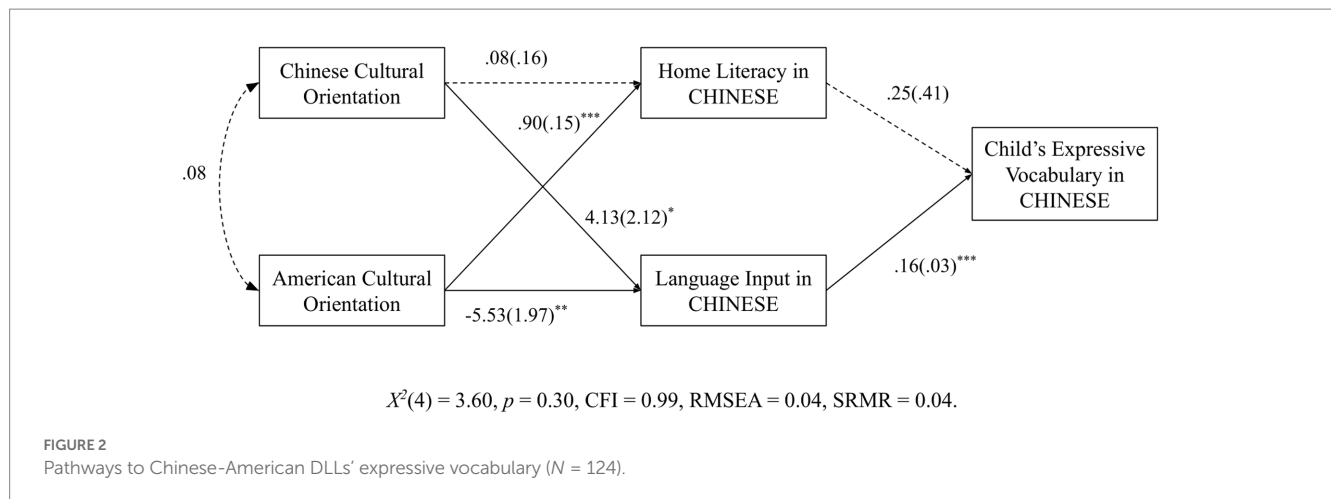 Chinese Cultural
Orientation
.08(.16)
Home Literacy in
CHINESE
.25(.41)
.90(.15)***
Child's Expressive
Vocabulary in
CHINESE
.08
4.13(2.12)*
American Cultural
Orientation
-5.53(1.97)**
Language Input in
CHINESE
.16(.03)***
X²(4) = 3.60, p = 0.30, CFI = 0.99, RMSEA = 0.04, SRMR = 0.04.
FIGURE 2
Pathways to Chinese-American DLLs' expressive vocabulary (N = 124).